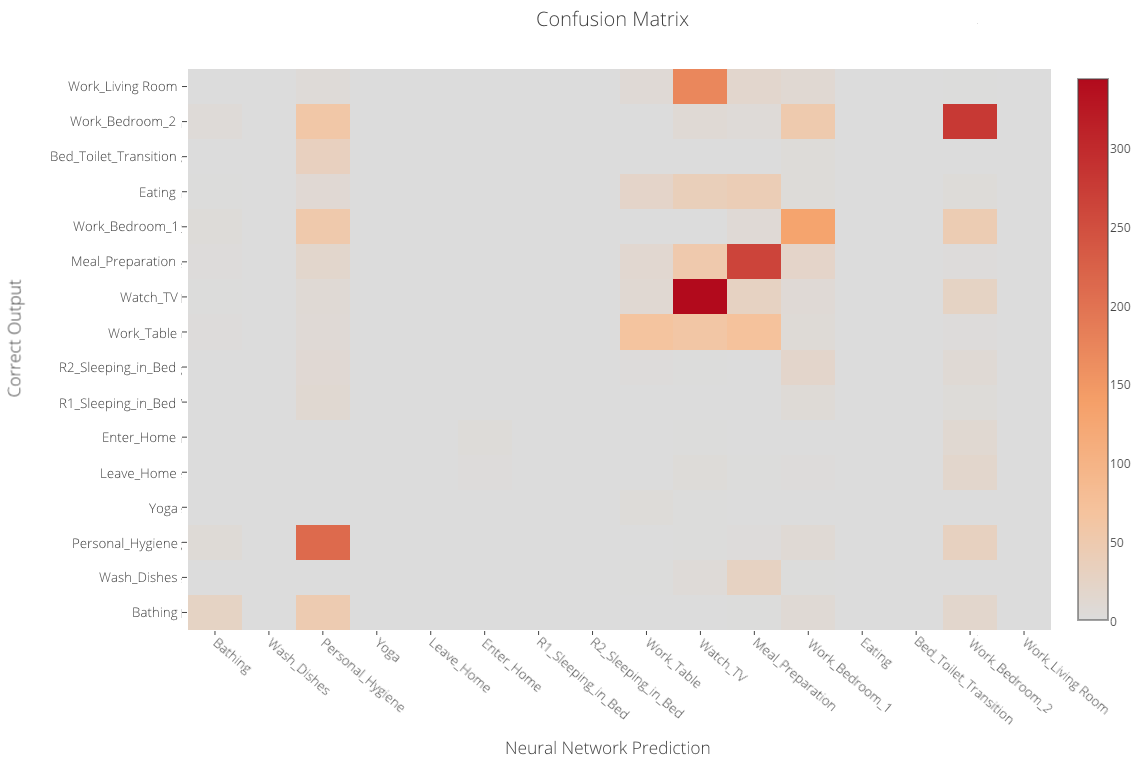 Confusion Matrix
Correct Output
Work_Living Room
Work_Bedroom_2
Bed_Toilet_Transition
Eating
Work_Bedroom_1
Meal_Preparation
Watch_TV
Work_Table
R2_Sleeping_in_Bed
R1_Sleeping_in_Bed
Enter_Home
Leave_Home
Yoga
Personal_Hygiene
Wash_Dishes
Bathing
Bathing
Wash_Dishes
Personal_Hygiene
Yoga
Leave_Home
Enter_Home
R1_Sleeping_in_Bed
R2_Sleeping_in_Bed
Work_Table
Watch_TV
Meal_Preparation
Work_Bedroom_1
Eating
Bed_Toilet_Transition
Work_Bedroom_2
Work_Living Room
Neural Network Prediction
300
250
200
150
100
50
0